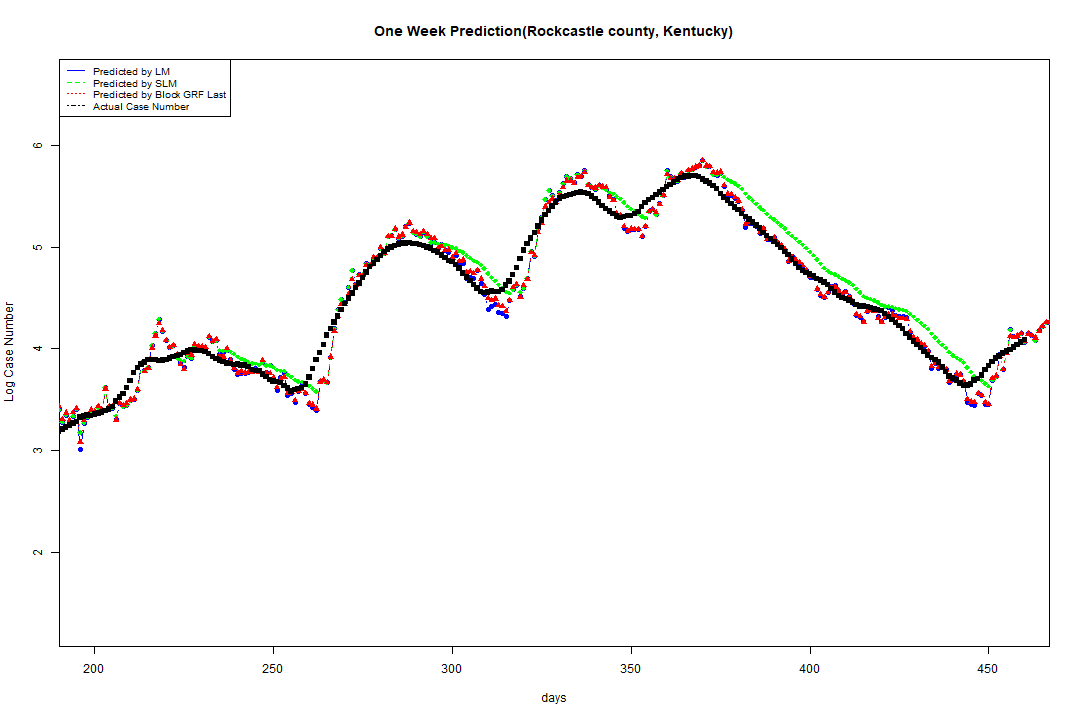 One Week Prediction(Rockcastle county, Kentucky)
Predicted by LM
Predicted by SLM
Predicted by Block GRF Last
Actual Case Number
6
5
4
3
2
Log Case Number
200 250 300 350 400 450
days